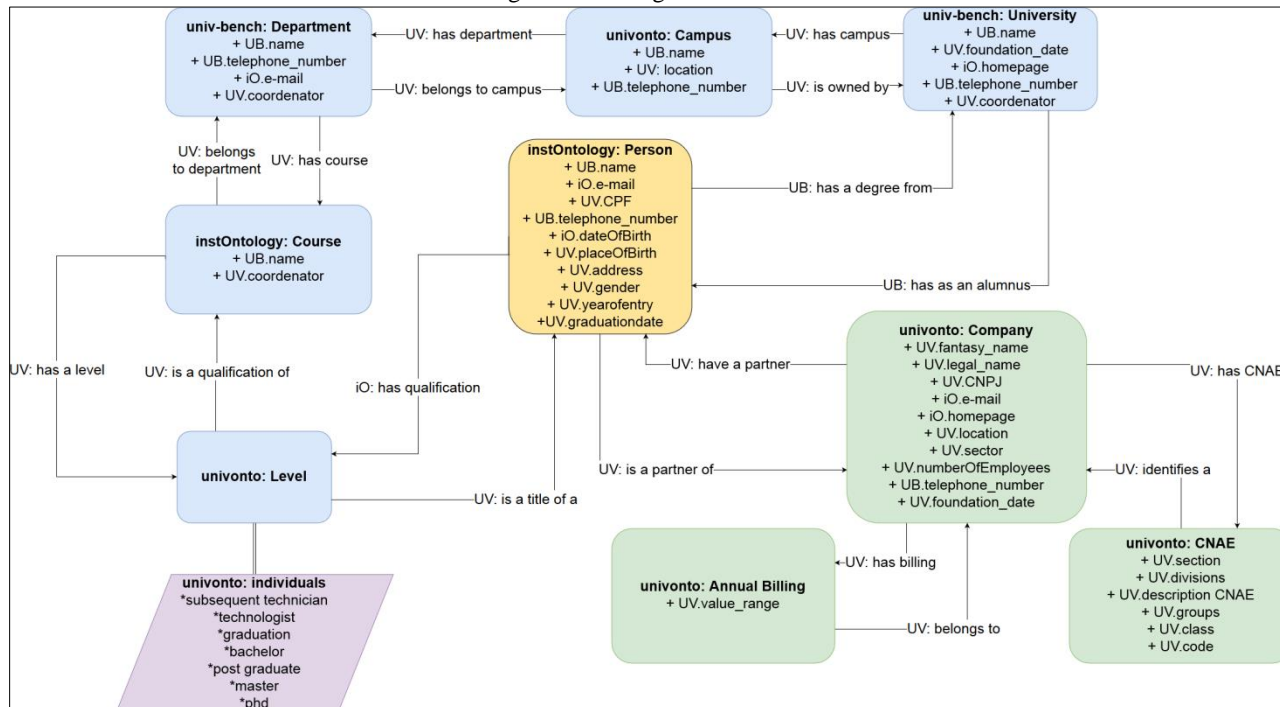 univ-bench: Department
+ UB.name
+ UB.telephone_number
+ iO.e-mail
+ UV.coordenator
UV: has department
UV: belongs to campus
univonto: Campus
+ UB.name
+ UV: location
+ UB.telephone_number
UV: has campus
UV: is owned by
univ-bench: University
+ UB.name
+ UV.foundation_date
+ iO.homepage
+ UB.telephone_number
+ UV.coordenator
UV: belongs
to department
UV: has course
instOntology: Person
+ UB.name
+ iO.e-mail
+ UV.CPF
+ UB.telephone_number
+ iO.dateOfBirth
+ UV.placeOfBirth
+ UV.address
+ UV.gender
+ UV.yearofentry
+UV.graduationdate
UB: has a degree from
UB: has as an alumnus
instOntology: Course
+ UB.name
+ UV.coordenator
UV: has a level
UV: is a qualification of
iO: has qualification
UV: have a partner
univonto: Company
+ UV.fantasy_name
+ UV.legal_name
+ UV.CNPJ
+ iO.e-mail
+ iO.homepage
+ UV.location
+ UV.sector
+ UV.numberOfEmployees
+ UB.telephone_number
+ UV.foundation_date
UV: has CNAE
univonto: Level
UV: is a title of a
UV: is a partner of
UV: identifies a
univonto: individuals
*subsequent technician
*technologist
*graduation
*bachelor
*post graduate
*master
*phd
univonto: Annual Billing
+ UV.value_range
UV: has billing
UV: belongs to
univonto: CNAE
+ UV.section
+ UV.divisions
+ UV.description CNAE
+ UV.groups
+ UV.class
+ UV.code